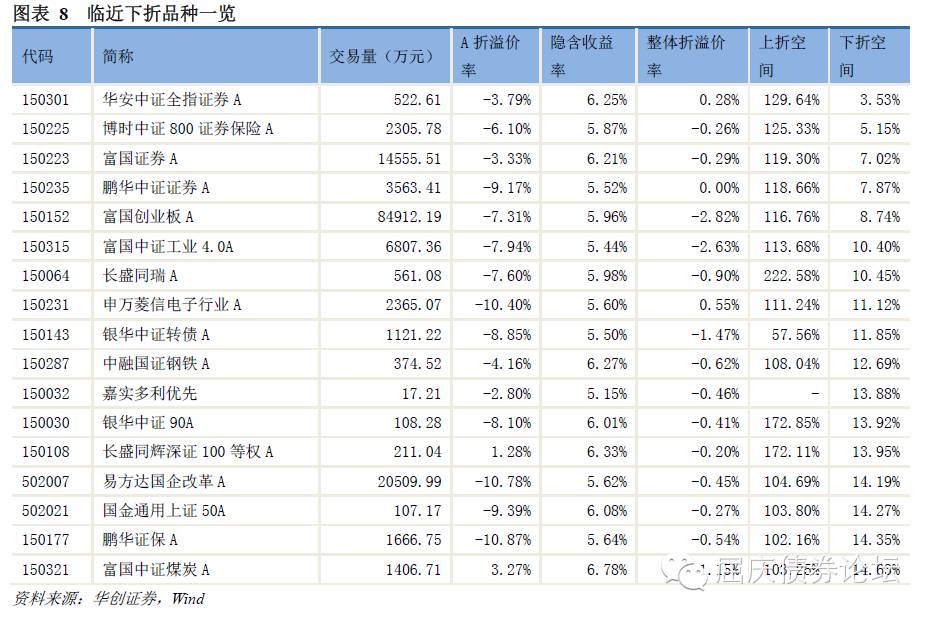 图表 8 临近下折品种一览
代码 简称 交易量（万元） A 折溢价率 隐含收益率 整体折溢价率 上折空间 下折空间
150301 华安中证全指证券 A 522.61 -3.79% 6.25% 0.28% 129.64% 3.53%
150225 博时中证 800 证券保险 A 2305.78 -6.10% 5.87% -0.26% 125.33% 5.15%
150223 富国证券 A 14555.51 -3.33% 6.21% -0.29% 119.30% 7.02%
150235 鹏华中证证券 A 3563.41 -9.17% 5.52% 0.00% 118.66% 7.87%
150152 富国创业板 A 84912.19 -7.31% 5.96% -2.82% 116.76% 8.74%
150315 富国中证工业 4.0A 6807.36 -7.94% 5.44% -2.63% 113.68% 10.40%
150064 长盛同瑞 A 561.08 -7.60% 5.98% -0.90% 222.58% 10.45%
150231 申万菱信电子行业 A 2365.07 -10.40% 5.60% 0.55% 111.24% 11.12%
150143 银华中证转债 A 1121.22 -8.85% 5.50% -1.47% 57.56% 11.85%
150287 中融国证钢铁 A 374.52 -4.16% 6.27% -0.62% 108.04% 12.69%
150032 嘉实多利优先 17.21 -2.80% 5.15% -0.46% - 13.88%
150030 银华中证 90A 108.28 -8.10% 6.01% -0.41% 172.85% 13.92%
150108 长盛同辉深证 100 等权 A 211.04 1.28% 6.33% -0.20% 172.11% 13.95%
502007 易方达国企改革 A 20509.99 -10.78% 5.62% -0.45% 104.69% 14.19%
502021 国金通用上证 50A 107.17 -9.39% 6.08% -0.27% 103.80% 14.27%
150177 鹏华证保 A 1666.75 -10.87% 5.64% -0.54% 102.16% 14.35%
150321 富国中证煤炭 A 1406.71 3.27% 6.78%
屈庆债券论坛
资料来源：华创证券，Wind